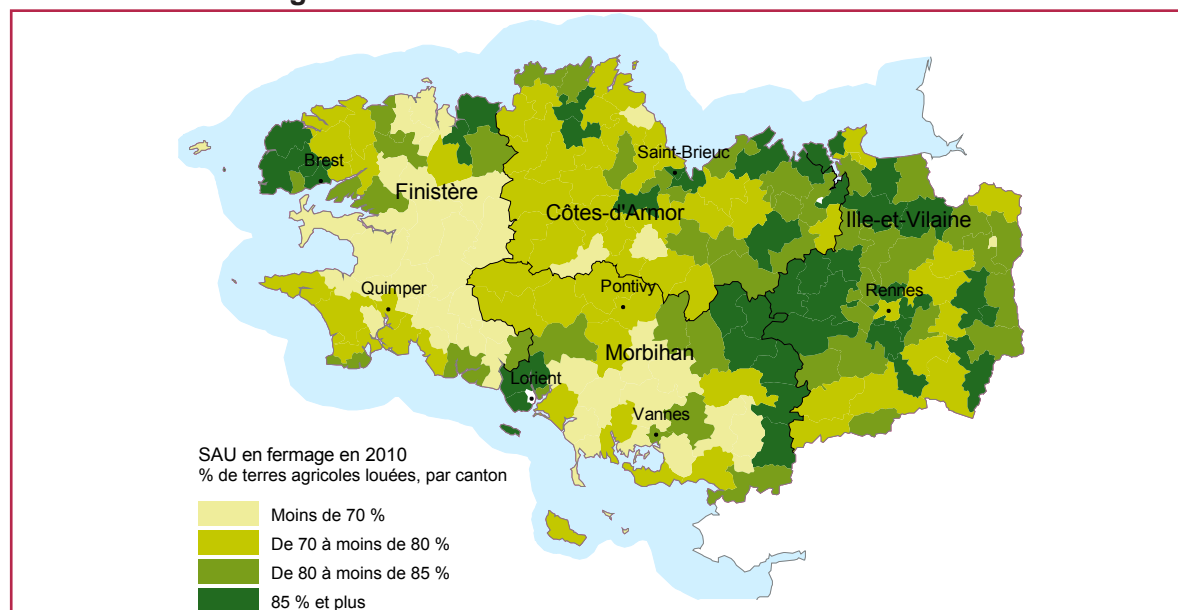 Saint-Brieuc
Brest
Finistère
Côtes-d'Armor
Ille-et-Vilaine
Quimper
Pontivy
Rennes
Morbihan
Lorient
Vannes
SAU en fermage en 2010
% de terres agricoles louées, par canton
Moins de 70 %
De 70 à moins de 80 %
De 80 à moins de 85 %
85 % et plus